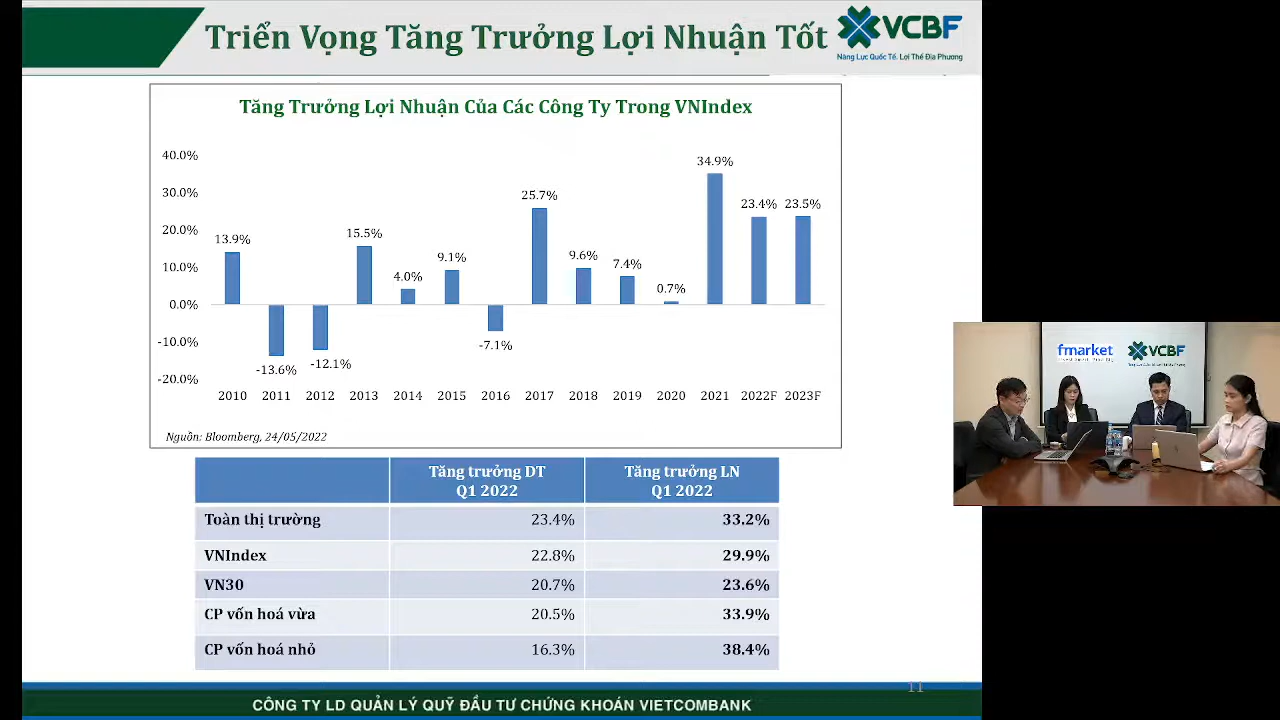 Triển Vọng Tăng Trưởng Lợi Nhuận Tốt
VCBF
Năng Lực Quốc Tế. Lợi Thế Địa Phương
Tăng Trưởng Lợi Nhuận Của Các Công Ty Trong VNIndex
40.0%
30.0%
20.0%
10.0%
0.0%
-10.0%
-20.0%
13.9%
-13.6%
-12.1%
15.5%
4.0%
9.1%
-7.1%
25.7%
9.6%
7.4%
0.7%
34.9%
23.4%
23.5%
2010 2011 2012 2013 2014 2015 2016 2017 2018 2019 2020 2021 2022F 2023F
Nguồn: Bloomberg, 24/05/2022
Tăng trưởng DT Q1 2022 Tăng trưởng LN Q1 2022
Toàn thị trường 23.4% 33.2%
VNIndex 22.8% 29.9%
VN30 20.7% 23.6%
CP vốn hoá vừa 20.5% 33.9%
CP vốn hoá nhỏ 16.3% 38.4%
11
CÔNG TY LD QUẢN LÝ QUỸ ĐẦU TƯ CHỨNG KHOÁN VIETCOMBANK
fmarket
VCBF